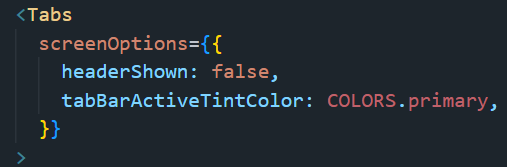 <Tabs
screenOptions={{
headerShown: false,
tabBarActiveTintColor: COLORS.primary,
}}
>